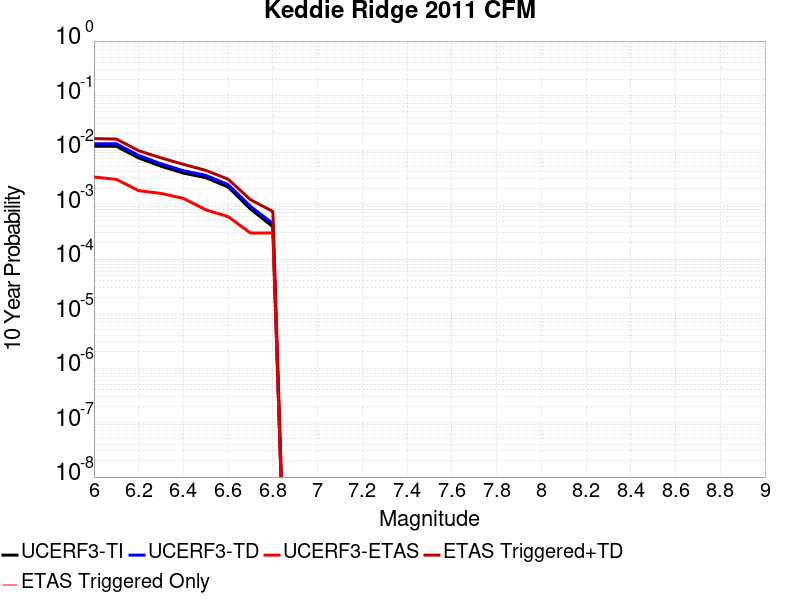 Keddie Ridge 2011 CFM
10 Year Probability
10^0
10^-1
10^-2
10^-3
10^-4
10^-5
10^-6
10^-7
10^-8
6 6.2 6.4 6.6 6.8 7 7.2 7.4 7.6 7.8 8 8.2 8.4 8.6 8.8 9
Magnitude
UCERF3-TI UCERF3-TD UCERF3-ETAS ETAS Triggered+TD
ETAS Triggered Only